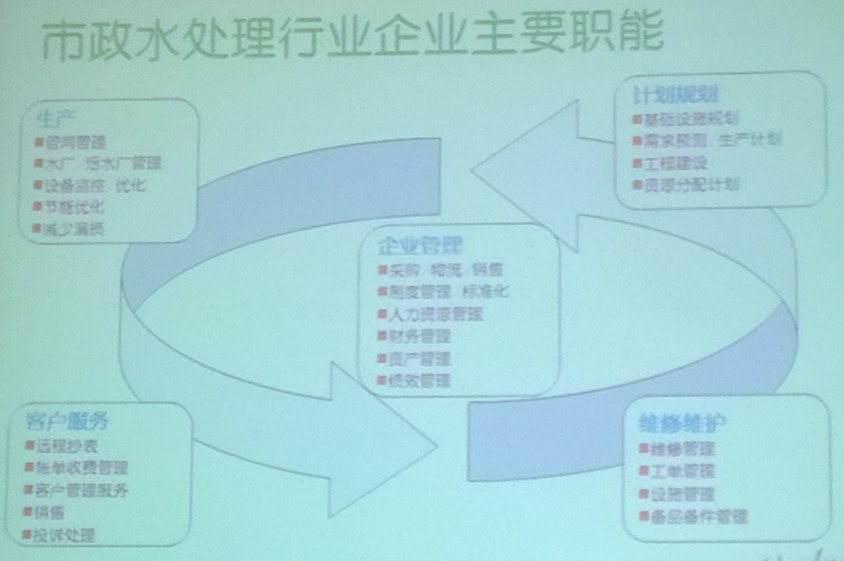 市政水处理行业企业主要职能
生产
■管网管理
■水厂/污水厂管理
■设备监控/优化
■节能优化
■减少漏损
计划规划
■基础设施规划
■需求预测/生产计划
■工程建设
■资源分配计划
企业管理
■采购/物流/销售
■制度管理/标准化
■人力资源管理
■财务管理
■资产管理
■绩效管理
客户服务
■远程抄表
■帐单收费管理
■客户管理服务
■销售
■投诉处理
维修维护
■维修管理
■工单管理
■设施管理
■备品备件管理